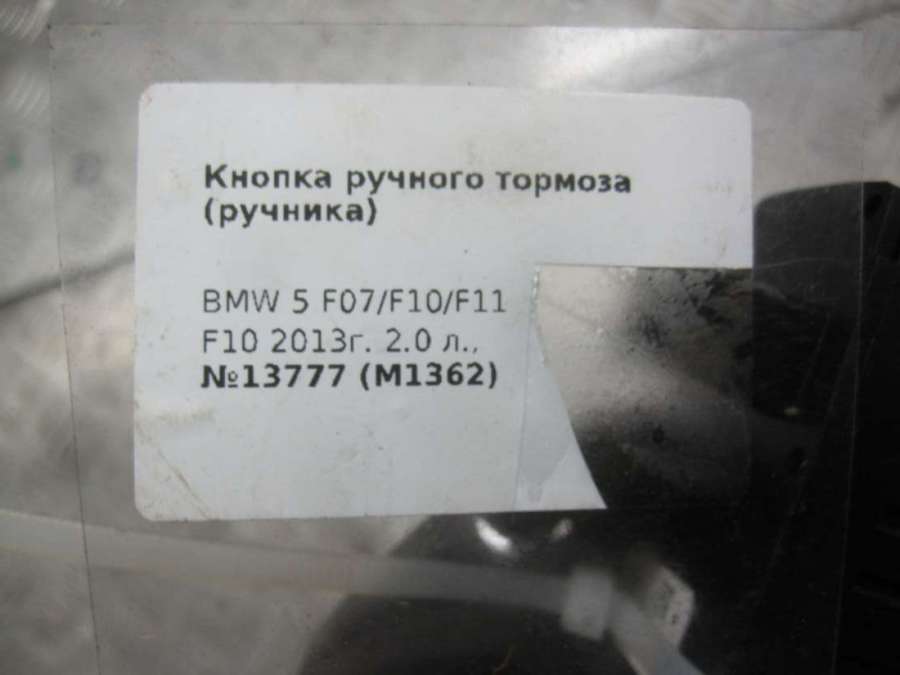 Кнопка ручного тормоза
(ручника)
BMW 5 F07/F10/F11
F10 2013г. 2.0 л.,
№13777 (M1362)